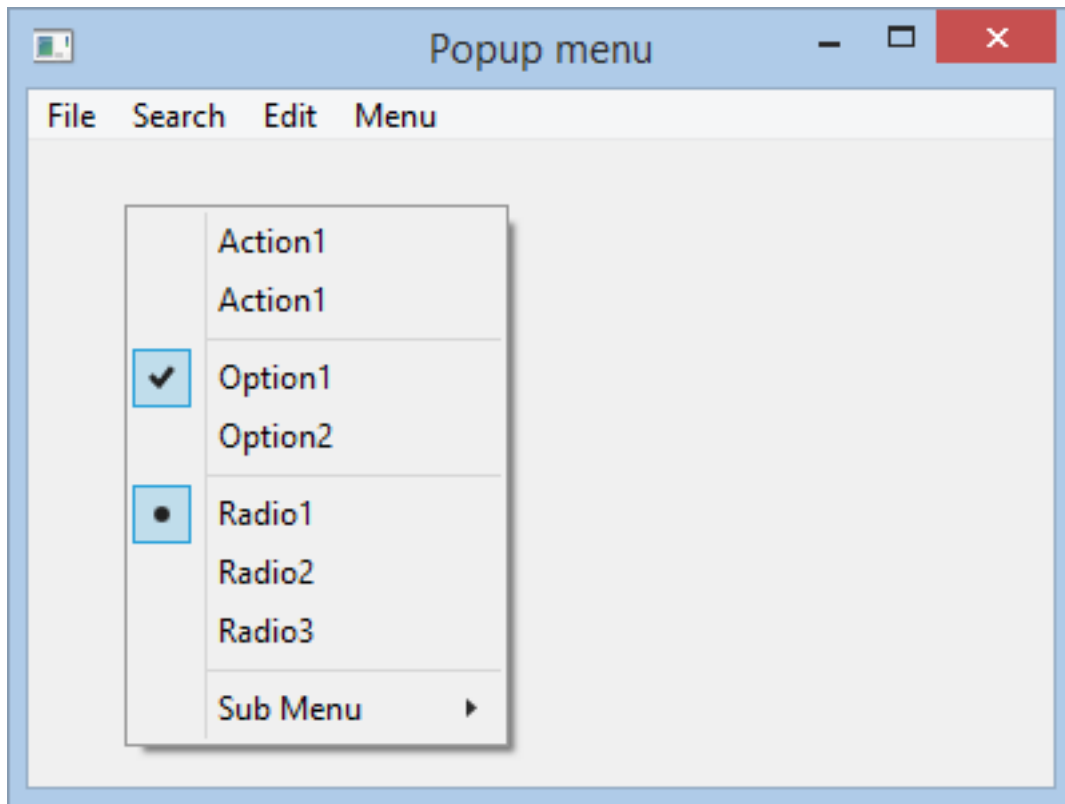 Popup menu
File Search Edit Menu
Action1
Action1
Option1
Option2
Radio1
Radio2
Radio3
Sub Menu